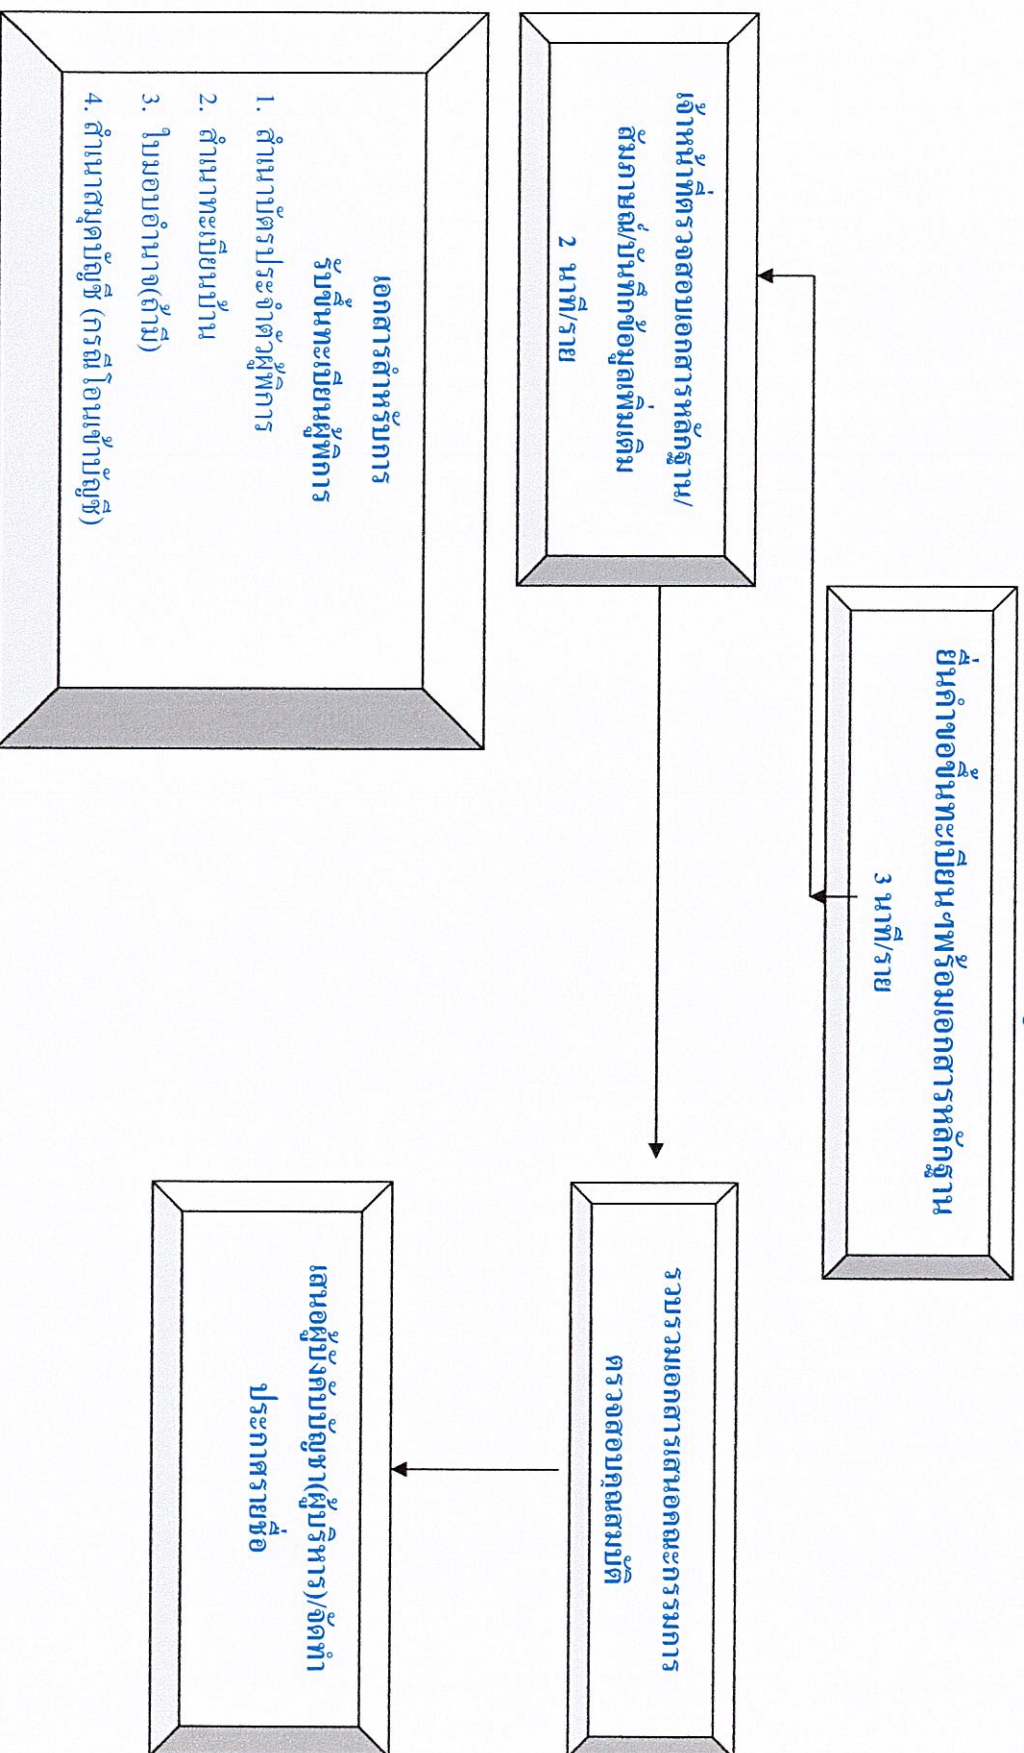 ยื่นคำขอขึ้นทะเบียนฯพร้อมเอกสารหลักฐาน
3 นาที/ราย
เจ้าหน้าที่ตรวจสอบเอกสารหลักฐาน/
สัมภาษณ์/บันทึกข้อมูลเพิ่มเติม
2 นาที/ราย
รวบรวมเอกสารเสนอคณะกรรมการ
ตรวจสอบคุณสมบัติ
เสนอผู้บังคับบัญชา(ผู้บริหาร)/จัดทำ
ประกาศรายชื่อ
เอกสารสำหรับการ
รับขึ้นทะเบียนผู้พิการ
1. สำเนาบัตรประจำตัวผู้พิการ
2. สำเนาทะเบียนบ้าน
3. ใบมอบอำนาจ(ถ้ามี)
4. สำเนาสมุดบัญชี (กรณีโอนเข้าบัญชี)